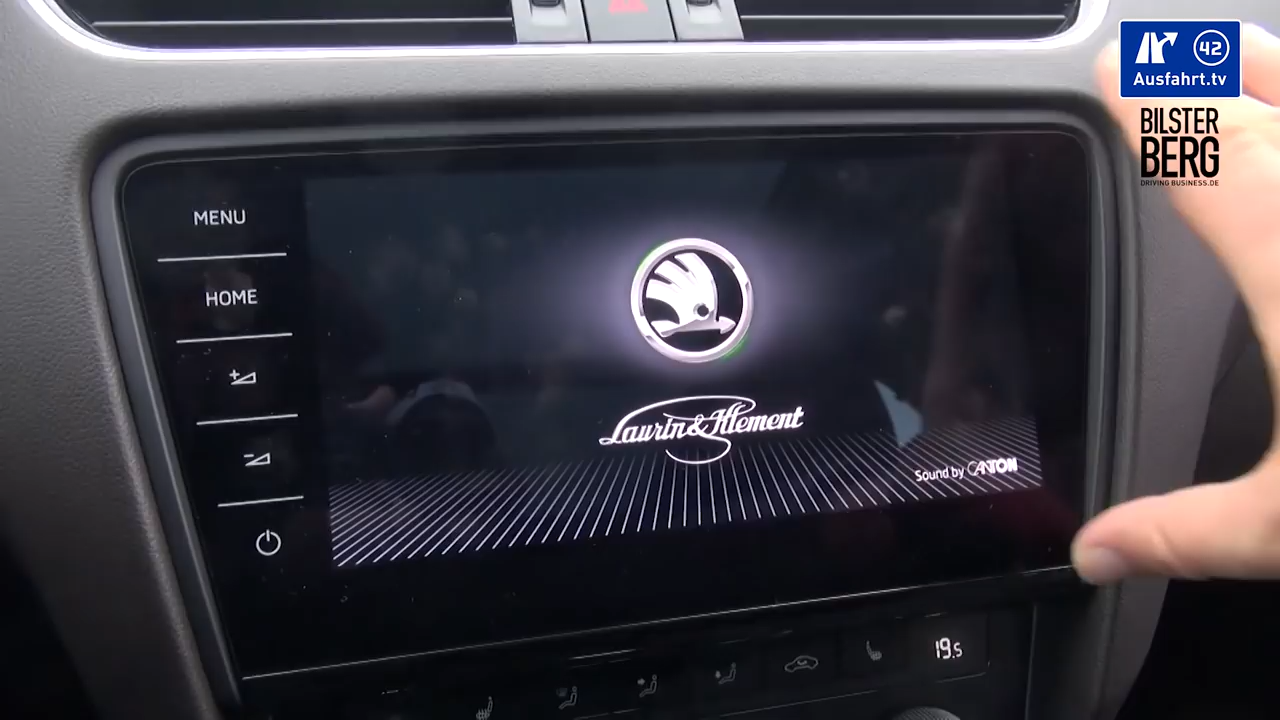 42
Ausfahrt.tv
BILSTER
BERG
DRIVING BUSINESS.DE
MENU
HOME
Laurin & Klement
Sound by CANTON
19.5